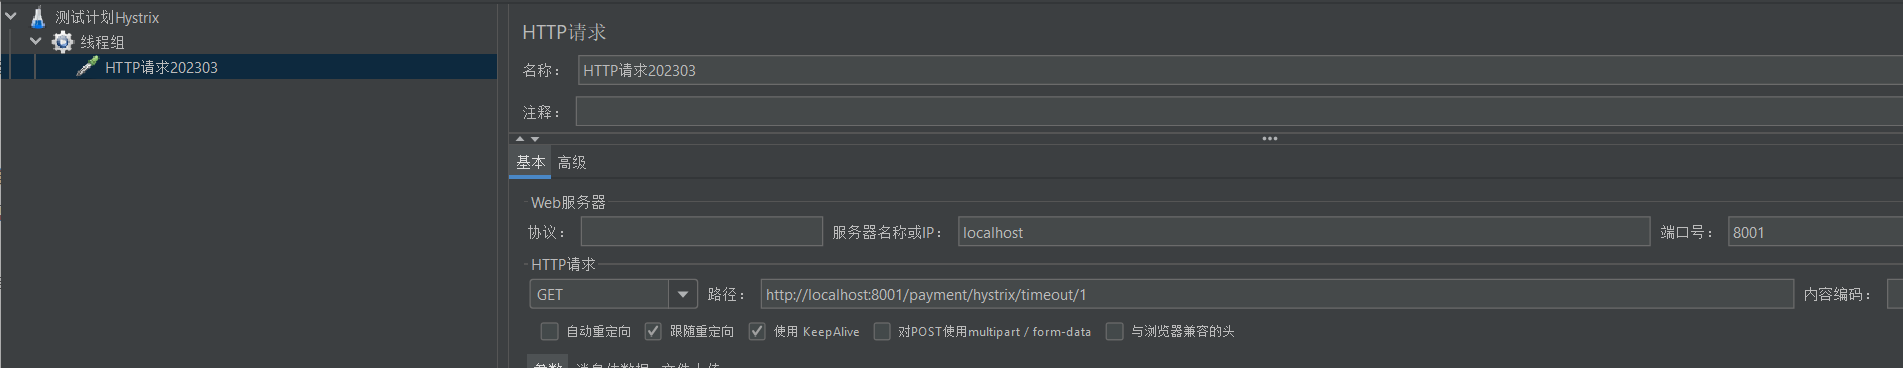 测试计划Hystrix
线程组
HTTP请求202303
HTTP请求
名称： HTTP请求202303
注释：
基本 高级
Web服务器
协议： 服务器名称或IP： localhost 端口号： 8001
HTTP请求
GET 路径： http://localhost:8001/payment/hystrix/timeout/1 内容编码：
自动重定向 跟随重定向 使用 KeepAlive 对POST使用multipart / form-data 与浏览器兼容的头